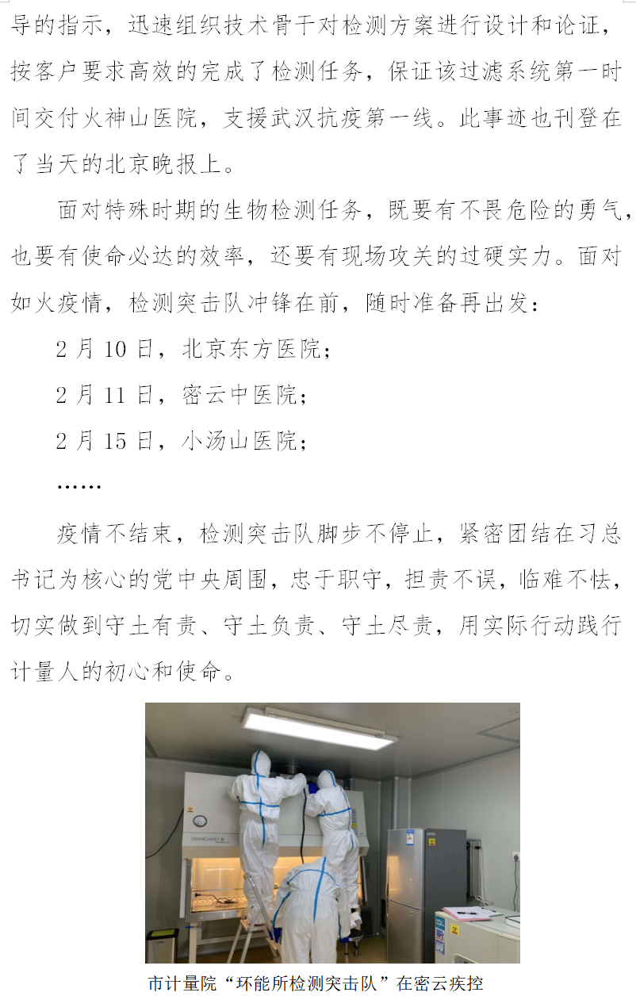 导的指示，迅速组织技术骨干对检测方案进行设计和论证，
按客户要求高效的完成了检测任务，保证该过滤系统第一时
间交付火神山医院，支援武汉抗疫第一线。此事迹也刊登在
了当天的北京晚报上。
面对特殊时期的生物检测任务，既要有不畏危险的勇气，
也要有使命必达的效率，还要有现场攻关的过硬实力。面对
如火疫情，检测突击队冲锋在前，随时准备再出发：
2 月 10 日，北京东方医院；
2 月 11 日，密云中医院；
2 月 15 日，小汤山医院；
……
疫情不结束，检测突击队脚步不停止，紧密团结在习总
书记为核心的党中央周围，忠于职守，担责不误，临难不怯，
切实做到守土有责、守土负责、守土尽责，用实际行动践行
计量人的初心和使命。
市计量院“环能所检测突击队”在密云疾控